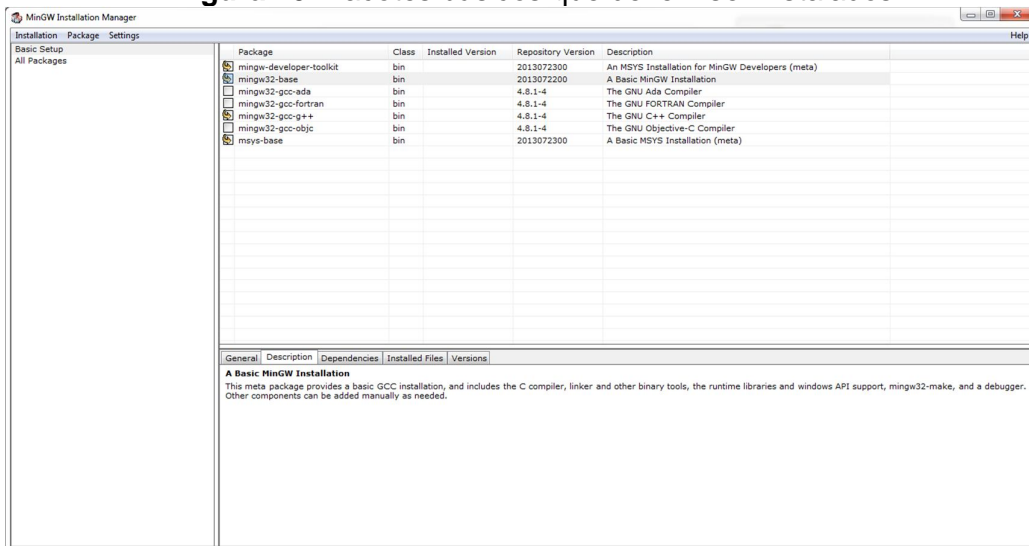 MinGW Installation Manager
Installation Package Settings Help
Basic Setup
All Packages
Package Class Installed Version Repository Version Description
mingw-developer-toolkit bin 2013072300 An MSYS Installation for MinGW Developers (meta)
mingw32-base bin 2013072200 A Basic MinGW Installation
mingw32-gcc-ada bin 4.8.1-4 The GNU Ada Compiler
mingw32-gcc-fortran bin 4.8.1-4 The GNU FORTRAN Compiler
mingw32-gcc-g++ bin 4.8.1-4 The GNU C++ Compiler
mingw32-gcc-objc bin 4.8.1-4 The GNU Objective-C Compiler
msys-base bin 2013072300 A Basic MSYS Installation (meta)
General Description Dependencies Installed Files Versions
A Basic MinGW Installation
This meta package provides a basic GCC installation, and includes the C compiler, linker and other binary tools, the runtime libraries and windows API support, mingw32-make, and a debugger.
Other components can be added manually as needed.